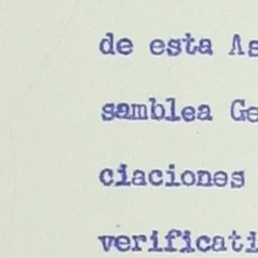 de esta As
samblea Ge
ciaciones
verificati